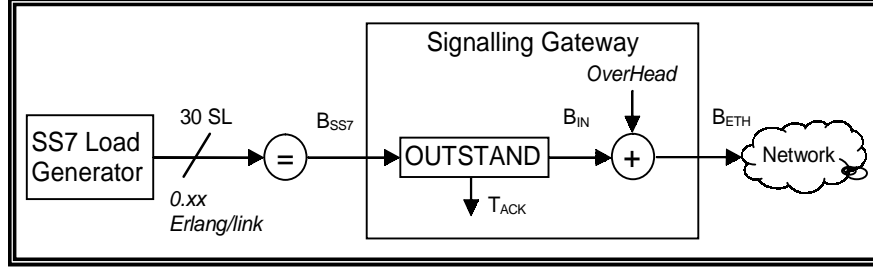 Signalling Gateway
OverHead
SS7 Load
Generator
30 SL
0.xx
Erlang/link
=
BSS7
OUTSTAND
TACK
BIN
+
BETH
Network